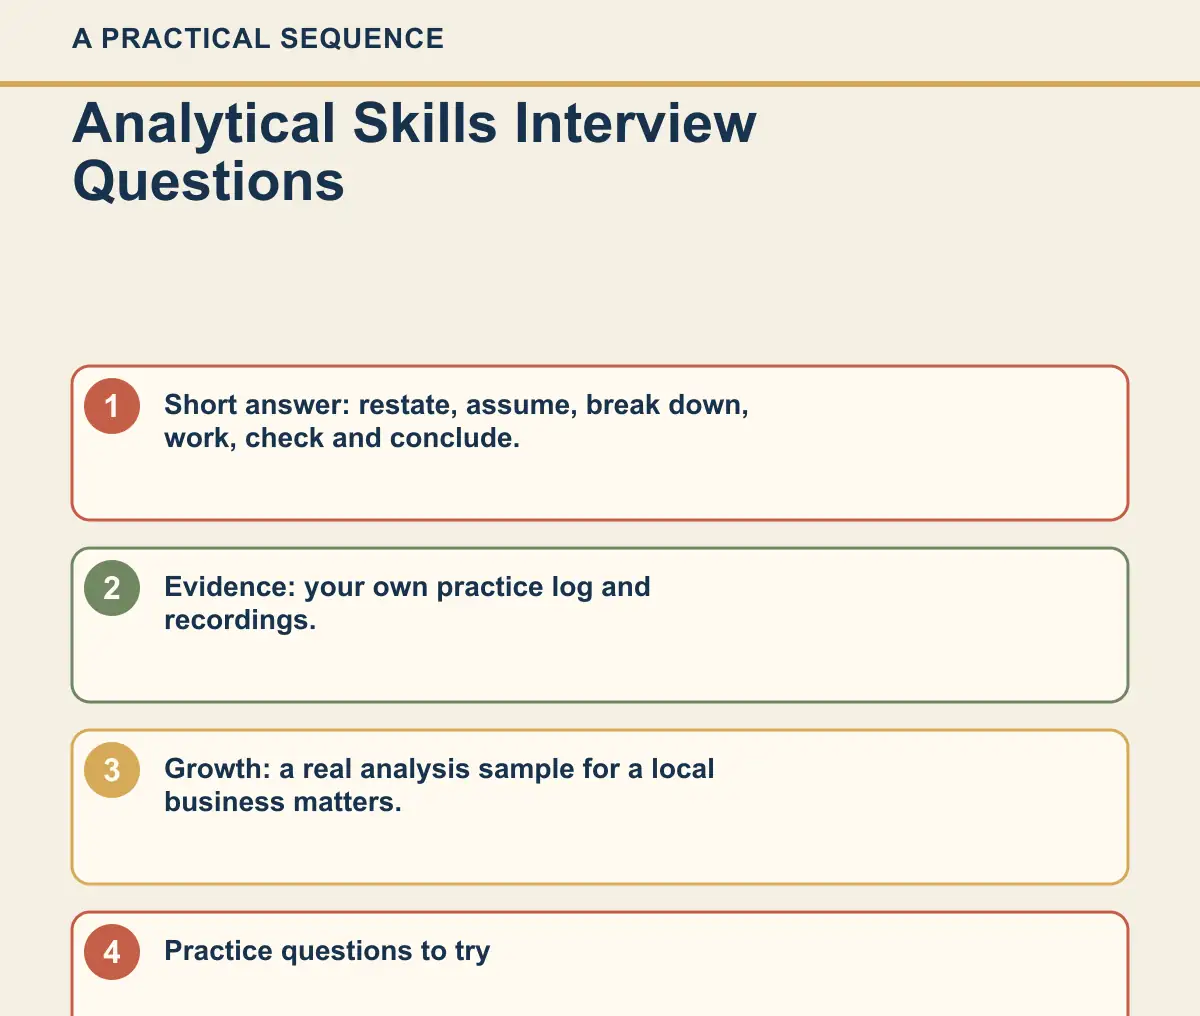 A PRACTICAL SEQUENCE
Analytical Skills Interview
Questions
1
Short answer: restate, assume, break down,
work, check and conclude.
2
Evidence: your own practice log and
recordings.
3
Growth: a real analysis sample for a local
business matters.
4
Practice questions to try